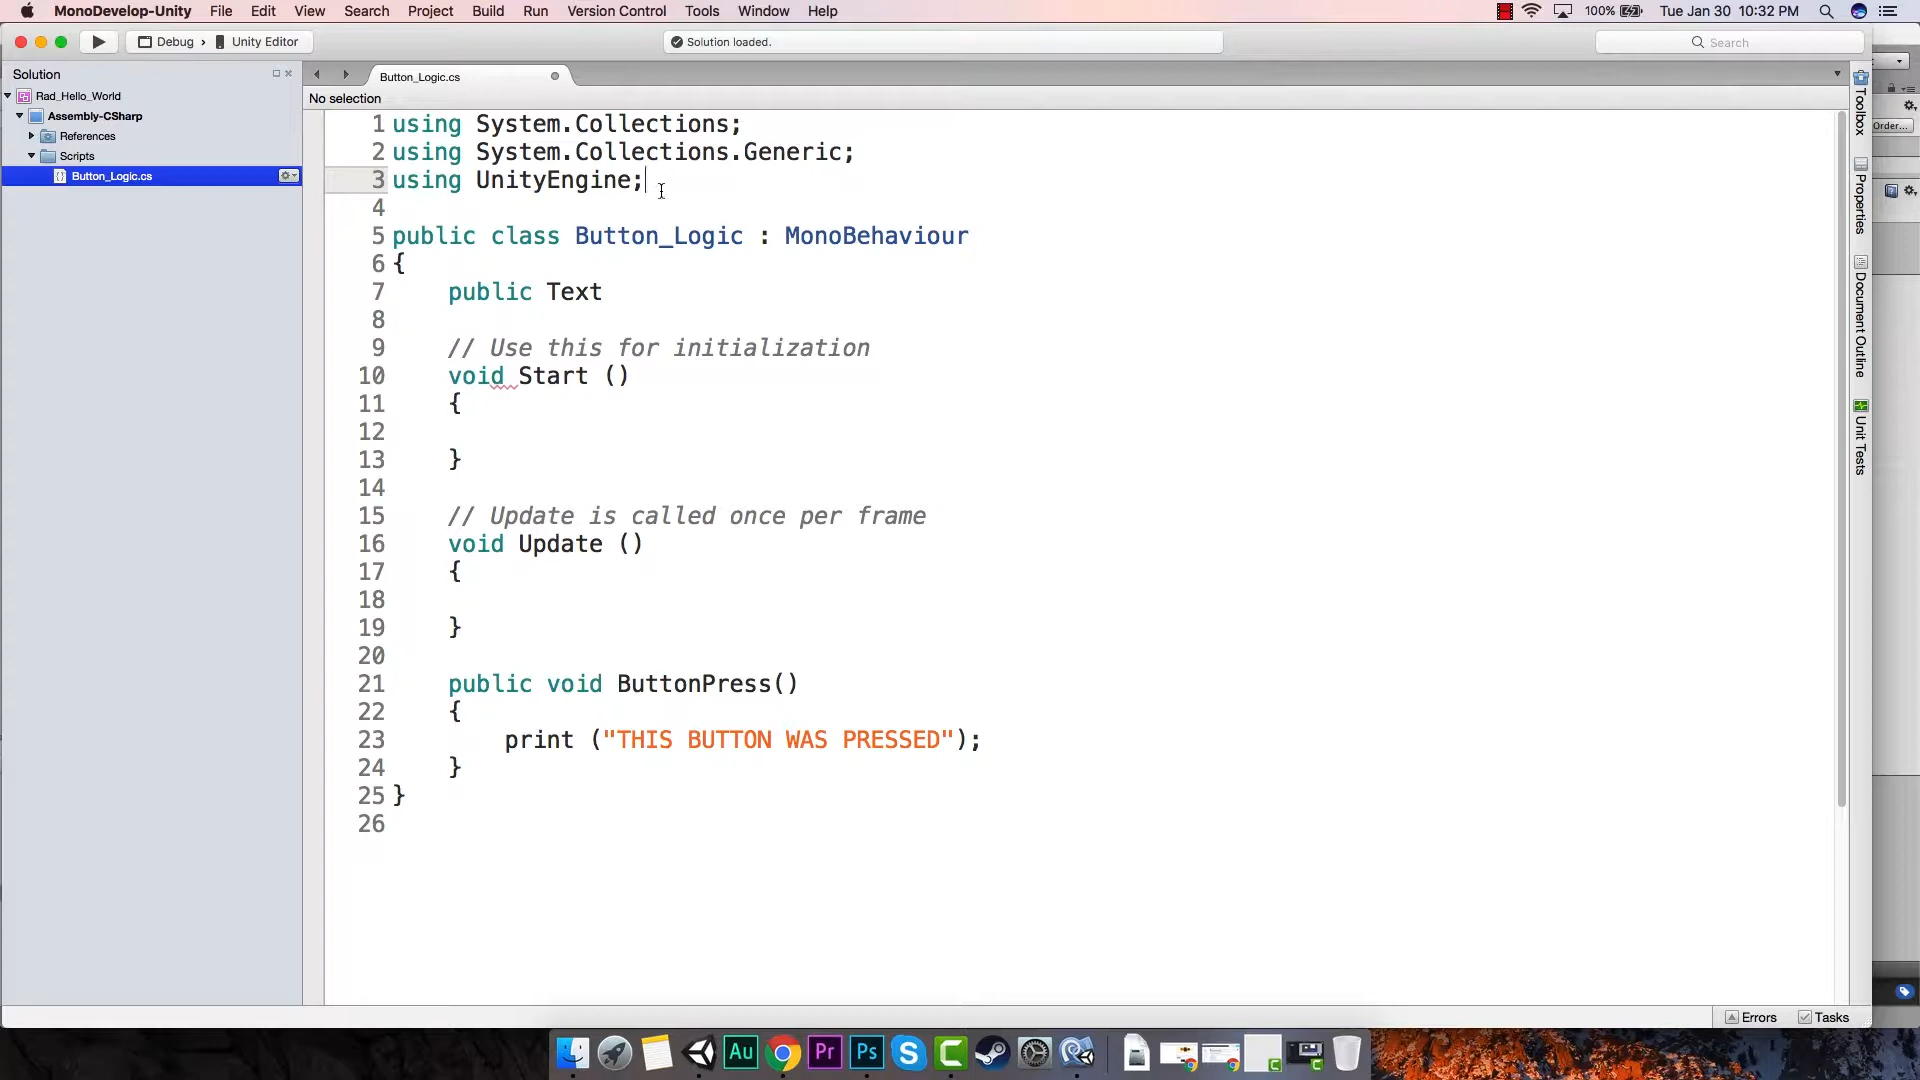 MonoDevelop-Unity File Edit View Search Project Build Run Version Control Tools Window Help 100% Tue Jan 30 10:32 PM
Debug › Unity Editor Solution loaded. Search
Solution
Button_Logic.cs
No selection
Rad_Hello_World
Assembly-CSharp
References
Scripts
Button_Logic.cs
1 using System.Collections;
2 using System.Collections.Generic;
3 using UnityEngine;
4
5 public class Button_Logic : MonoBehaviour
6 {
7 public Text
8
9 // Use this for initialization
10 void Start ()
11 {
12
13 }
14
15 // Update is called once per frame
16 void Update ()
17 {
18
19 }
20
21 public void ButtonPress()
22 {
23 print ("THIS BUTTON WAS PRESSED");
24 }
25 }
26
Toolbox
Properties
Document Outline
Unit Tests
Order...
Errors Tasks
Au Pr Ps